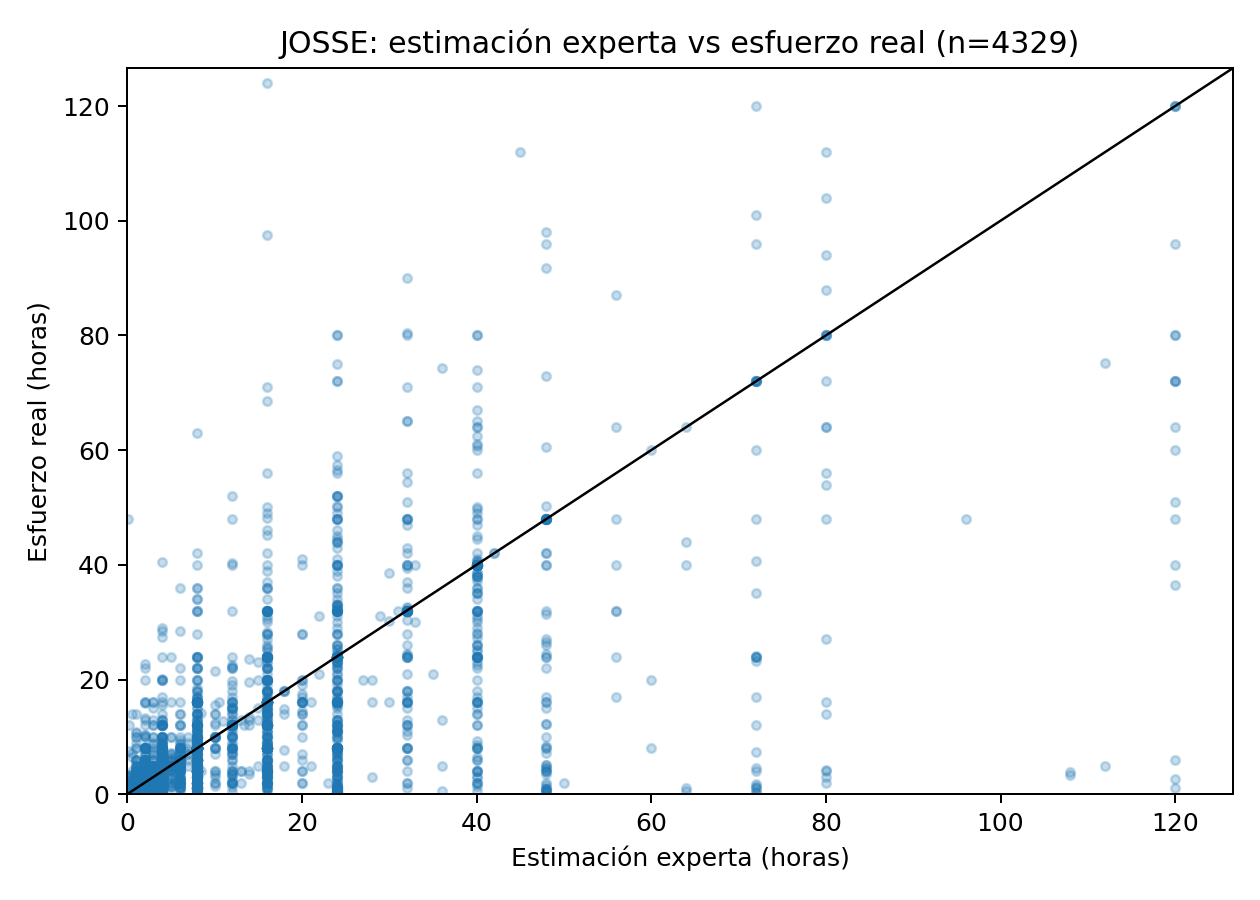 JOSSE: estimación experta vs esfuerzo real (n=4329)
Esfuerzo real (horas)
120
100
80
60
40
20
0
0 20 40 60 80 100 120
Estimación experta (horas)